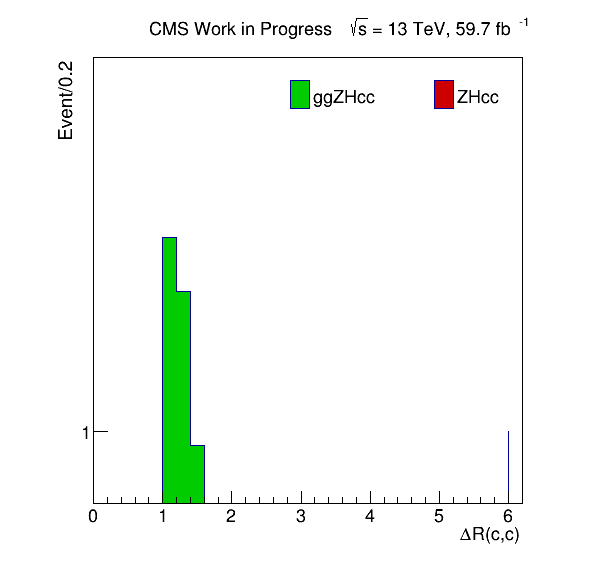 CMS Work in Progress √s = 13 TeV, 59.7 fb -1
Event/0.2
ggZHcc
ZHcc
1
0 1 2 3 4 5 6
ΔR(c,c)